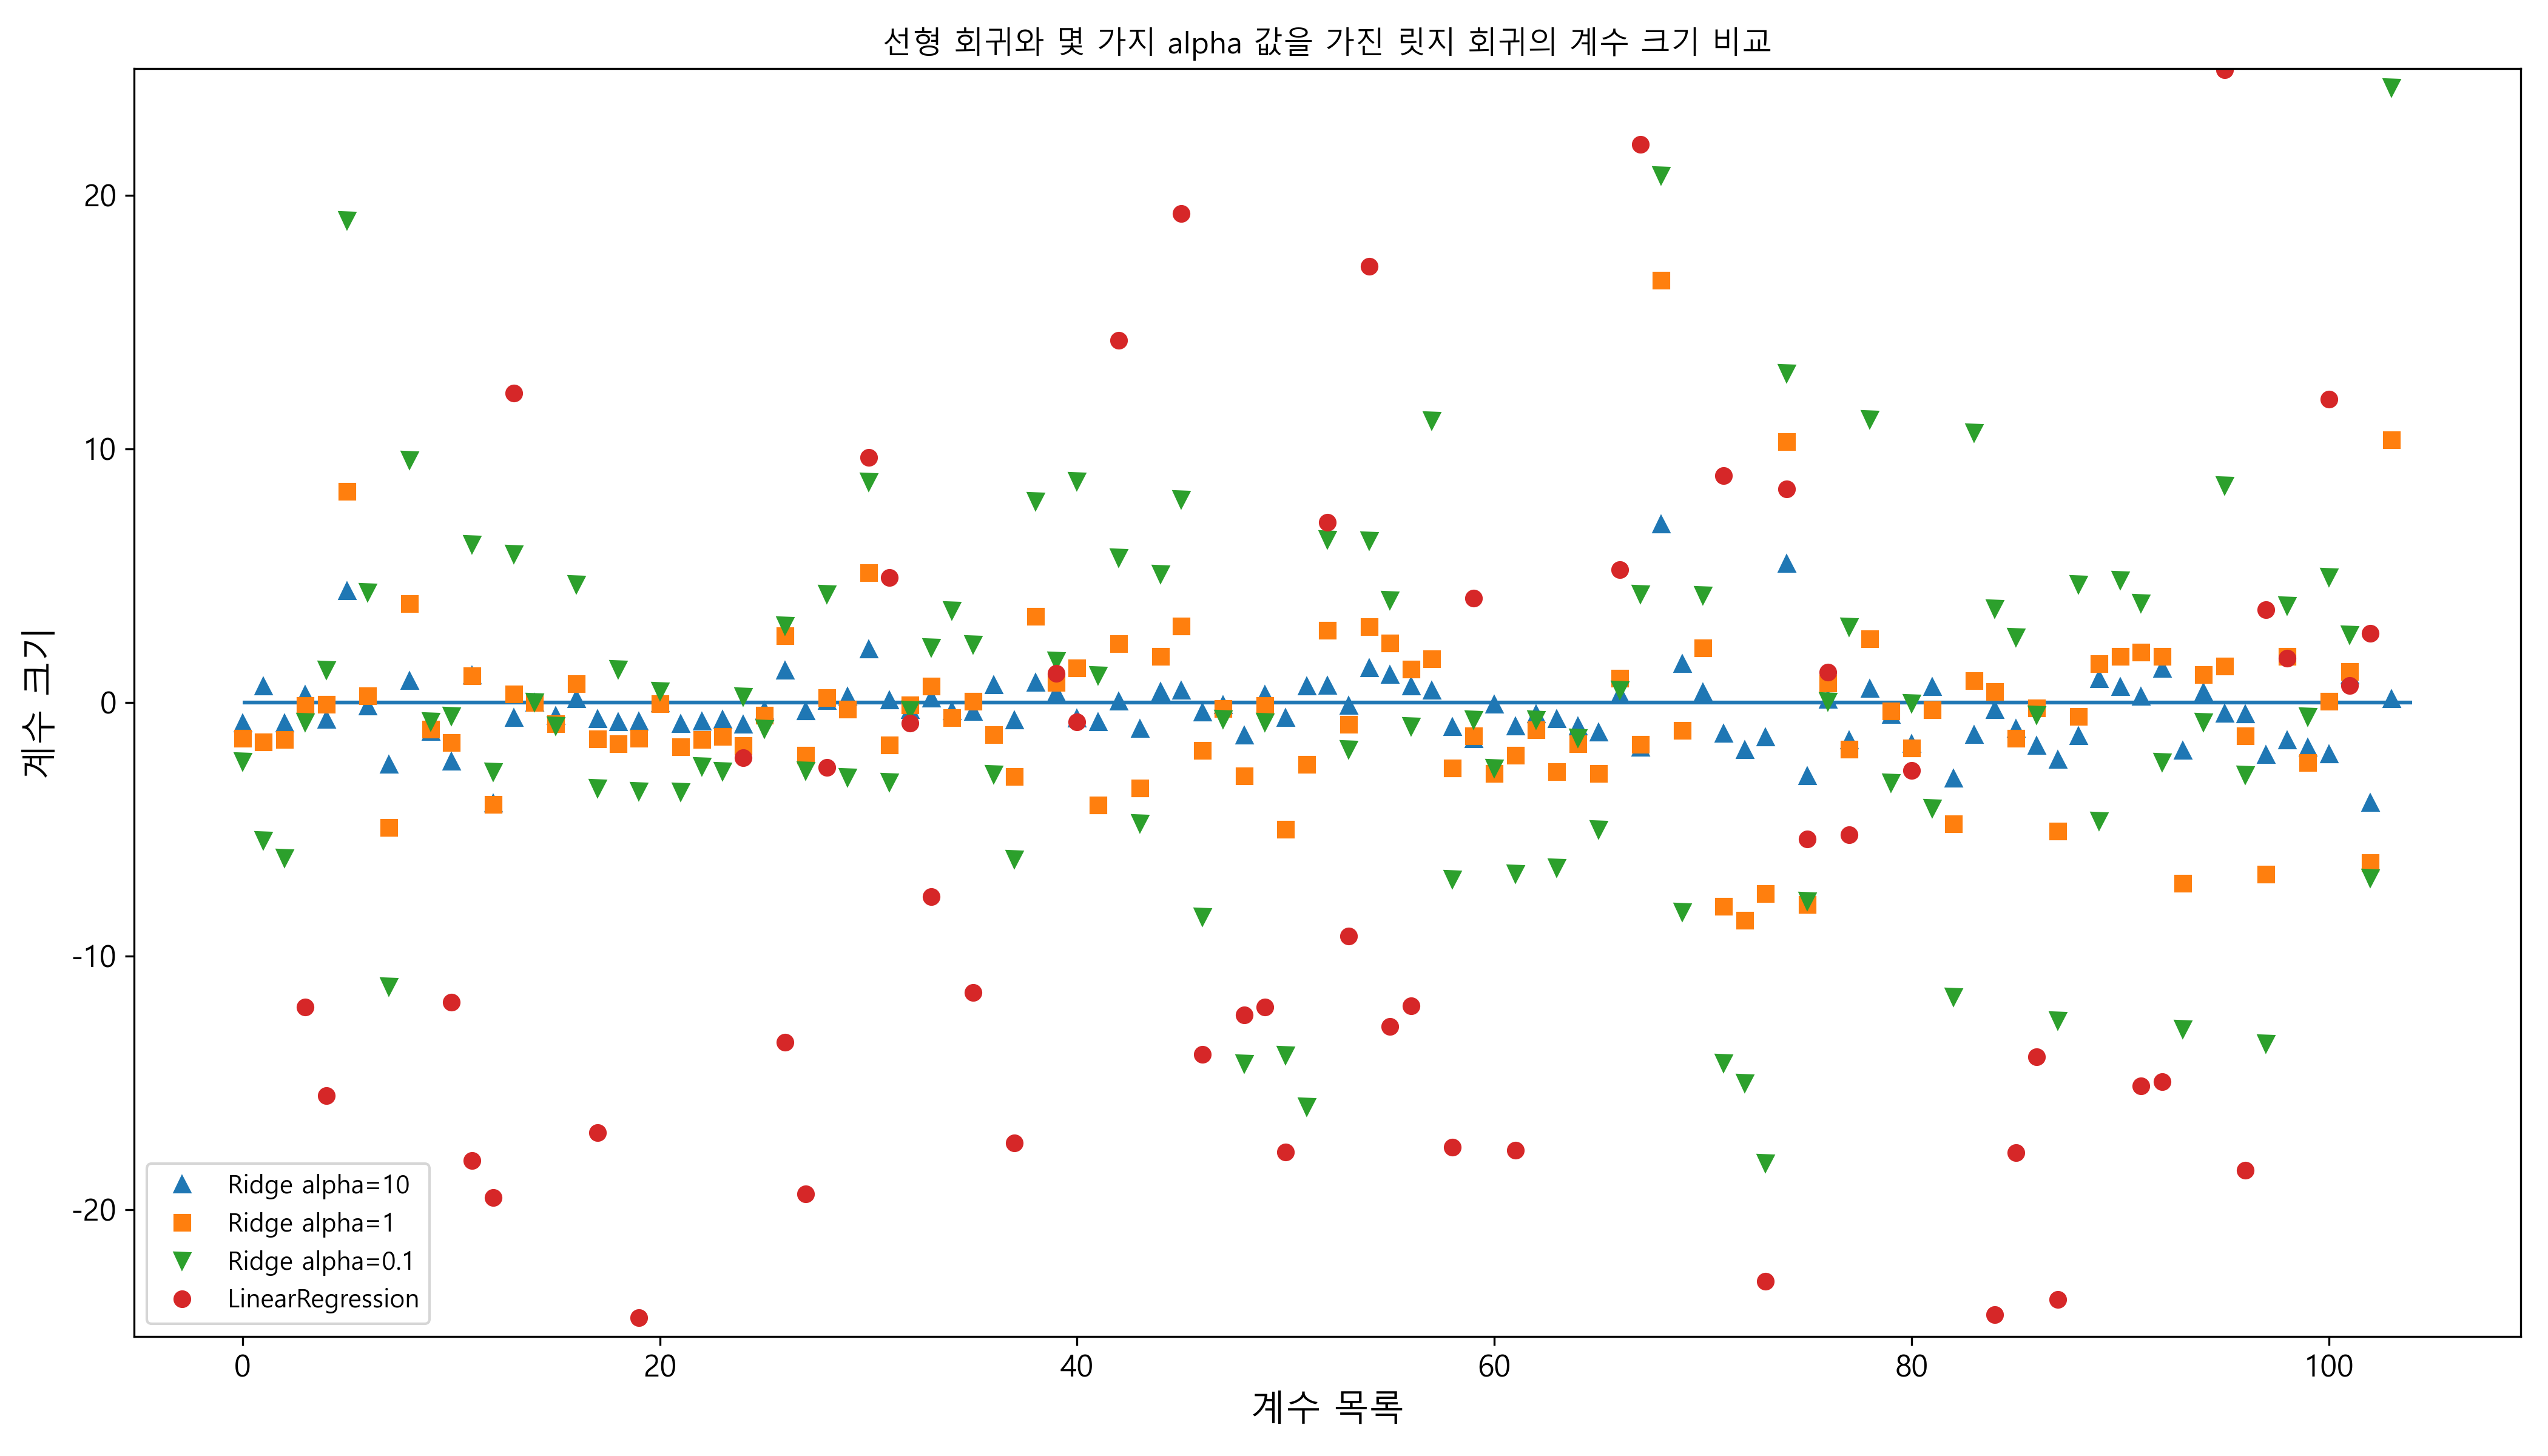 선형 회귀와 몇 가지 alpha 값을 가진 릿지 회귀의 계수 크기 비교
계수 크기
20
10
0
-10
-20
Ridge alpha=10
Ridge alpha=1
Ridge alpha=0.1
LinearRegression
0 20 40 60 80 100
계수 목록